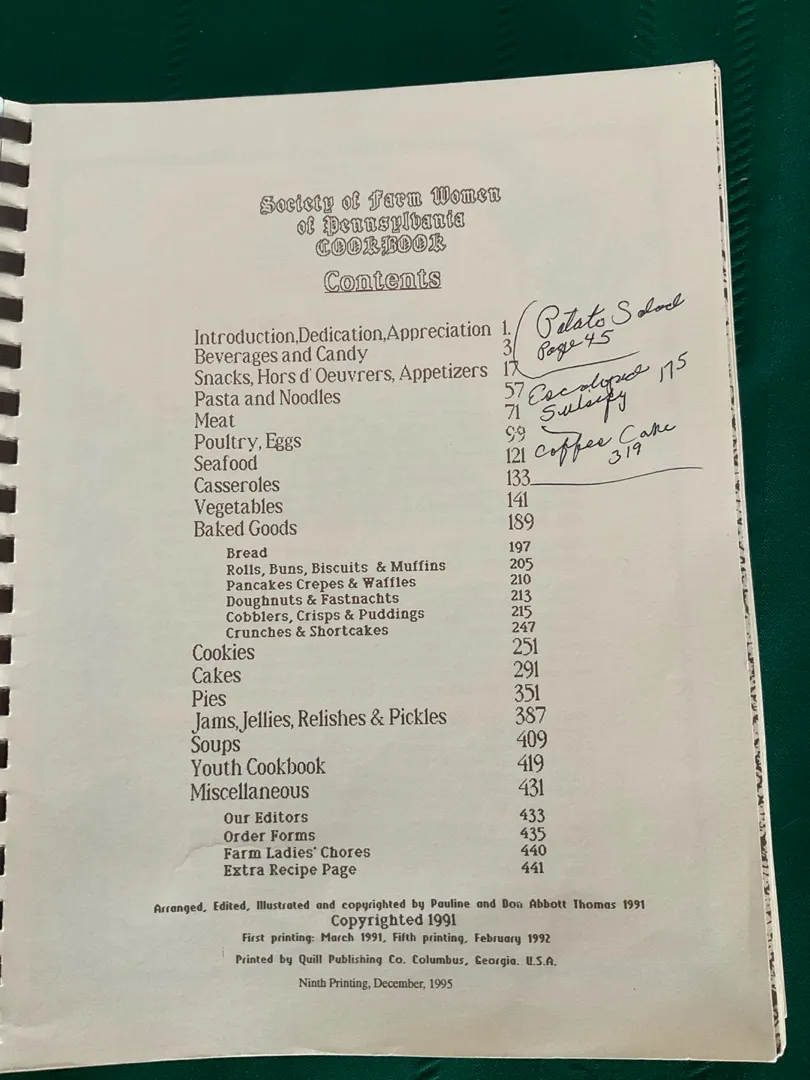 Society of Farm Women
of Pennsylvania
COOKBOOK
Contents
Introduction,Dedication,Appreciation 1.
Beverages and Candy 3
Snacks, Hors d' Oeuvrers, Appetizers 17
Pasta and Noodles 57
Meat 71
Poultry, Eggs 99
Seafood 121
Casseroles 133
Vegetables 141
Baked Goods 189
Bread 197
Rolls, Buns, Biscuits & Muffins 205
Pancakes Crepes & Waffles 210
Doughnuts & Fastnachts 213
Cobblers, Crisps & Puddings 215
Crunches & Shortcakes 247
Cookies 251
Cakes 291
Pies 351
Jams,Jellies, Relishes & Pickles 387
Soups 409
Youth Cookbook 419
Miscellaneous 431
Our Editors 433
Order Forms 435
Farm Ladies' Chores 440
Extra Recipe Page 441
Potato Salad
Page 45
Escaloped 175
Sulsify
Coffee Cake
319
Arranged, Edited, Illustrated and copyrighted by Pauline and Don Abbott Thomas 1991
Copyrighted 1991
First printing: March 1991, Fifth printing, February 1992
Printed by Quill Publishing Co. Columbus, Georgia. U.S.A.
Ninth Printing, December, 1995